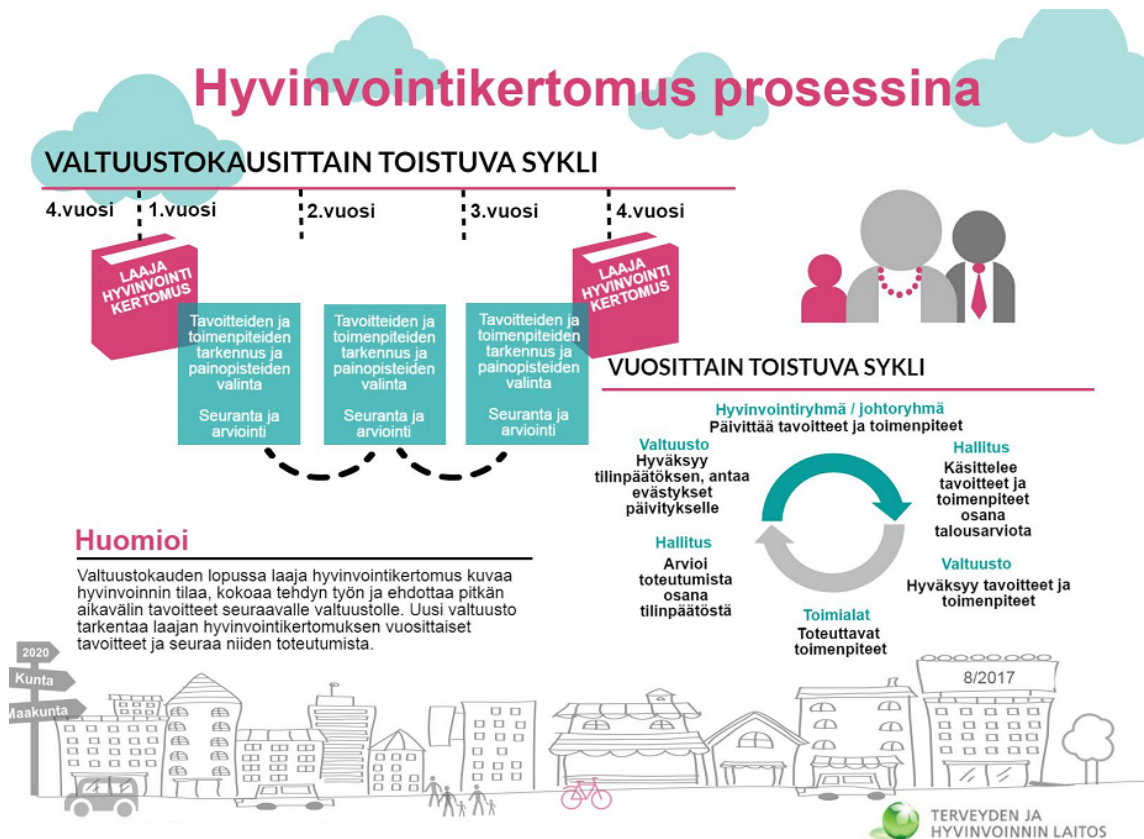 Hyvinvointikertomus prosessina
VALTUUSTOKAUSITTAIN TOISTUVA SYKLI
4.vuosi
1.vuosi
2.vuosi
3.vuosi
4.vuosi
LAAJA
HYVINVOINTI
KERTOMUS
Tavoitteiden ja
toimenpiteiden
tarkennus ja
painopisteiden
valinta
Seuranta ja
arviointi
Tavoitteiden ja
toimenpiteiden
tarkennus ja
painopisteiden
valinta
Seuranta ja
arviointi
Tavoitteiden ja
toimenpiteiden
tarkennus ja
painopisteiden
valinta
Seuranta ja
arviointi
LAAJA
HYVINVOINTI
KERTOMUS
VUOSITTAIN TOISTUVA SYKLI
Hyvinvointiryhmä / johtoryhmä
Päivittää tavoitteet ja toimenpiteet
Hallitus
Käsittelee
tavoitteet ja
toimenpiteet
osana
talousarviota
Valtuusto
Hyväksyy tavoitteet ja
toimenpiteet
Toimialat
Toteuttavat
toimenpiteet
Hallitus
Arvioi
toteutumista
osana
tilinpäätöstä
Valtuusto
Hyväksyy
tilinpäätöksen, antaa
evästykset
päivitykselle
Huomioi
Valtuustokauden lopussa laaja hyvinvointikertomus kuvaa
hyvinvoinnin tilaa, kokoaa tehdyn työn ja ehdottaa pitkän
aikavälin tavoitteet seuraavalle valtuustolle. Uusi valtuusto
tarkentaa laajan hyvinvointikertomuksen vuosittaiset
tavoitteet ja seuraa niiden toteutumista.
2020
Kunta
Maakunta
8/2017
TERVEYDEN JA
HYVINVOINNIN LAITOS